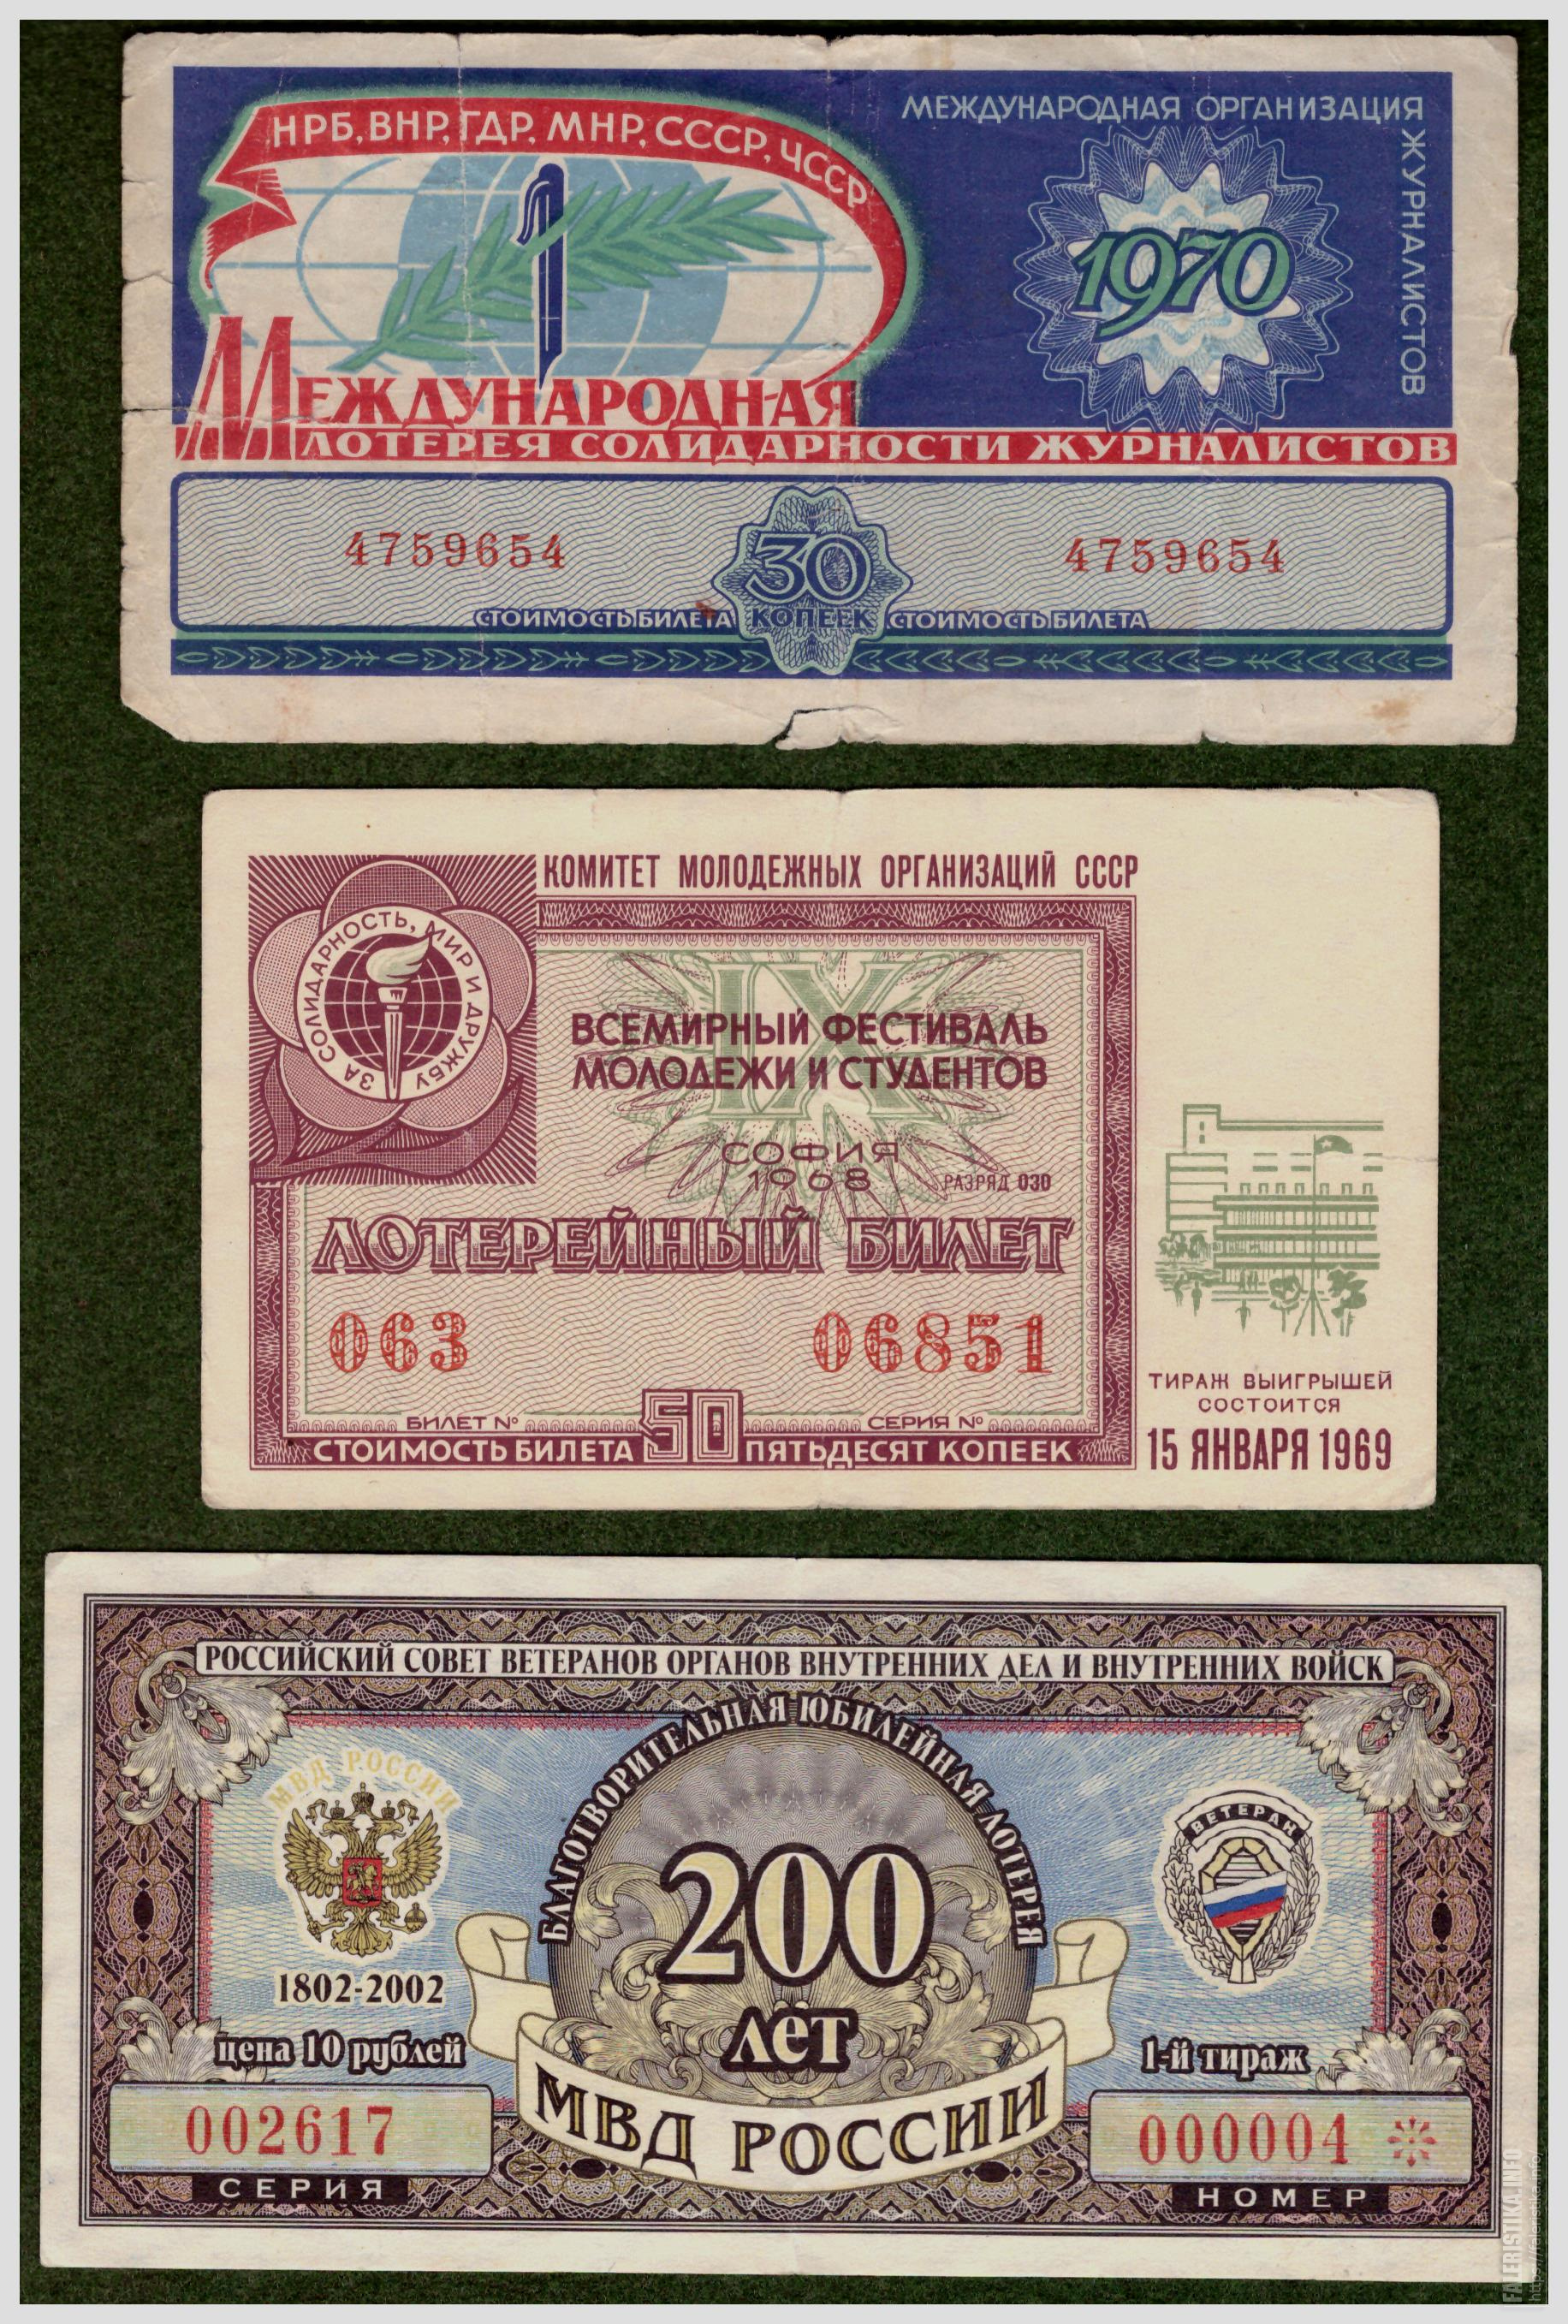 НРБ, ВНР, ГДР, МНР, СССР, ЧССР
МЕЖДУНАРОДНАЯ ОРГАНИЗАЦИЯ
ЖУРНАЛИСТОВ
1970
МЕЖДУНАРОДНАЯ
ЛОТЕРЕЯ СОЛИДАРНОСТИ ЖУРНАЛИСТОВ
4759654
30
4759654
СТОИМОСТЬ БИЛЕТА КОПЕЕК СТОИМОСТЬ БИЛЕТА
КОМИТЕТ МОЛОДЕЖНЫХ ОРГАНИЗАЦИЙ СССР
ЗА СОЛИДАРНОСТЬ, МИР И ДРУЖБУ
IX
ВСЕМИРНЫЙ ФЕСТИВАЛЬ
МОЛОДЕЖИ И СТУДЕНТОВ
СОФИЯ
1968
РАЗРЯД 030
ЛОТЕРЕЙНЫЙ БИЛЕТ
063
06851
БИЛЕТ №
СЕРИЯ №
СТОИМОСТЬ БИЛЕТА 50 ПЯТЬДЕСЯТ КОПЕЕК
ТИРАЖ ВЫИГРЫШЕЙ
СОСТОИТСЯ
15 ЯНВАРЯ 1969
РОССИЙСКИЙ СОВЕТ ВЕТЕРАНОВ ОРГАНОВ ВНУТРЕННИХ ДЕЛ И ВНУТРЕННИХ ВОЙСК
БЛАГОТВОРИТЕЛЬНАЯ ЮБИЛЕЙНАЯ ЛОТЕРЕЯ
МВД РОССИИ
ВЕТЕРАН
200
лет
1802-2002
цена 10 рублей
1-й тираж
МВД РОССИИ
002617
СЕРИЯ
000004
НОМЕР
FALERISTIKA.INFO